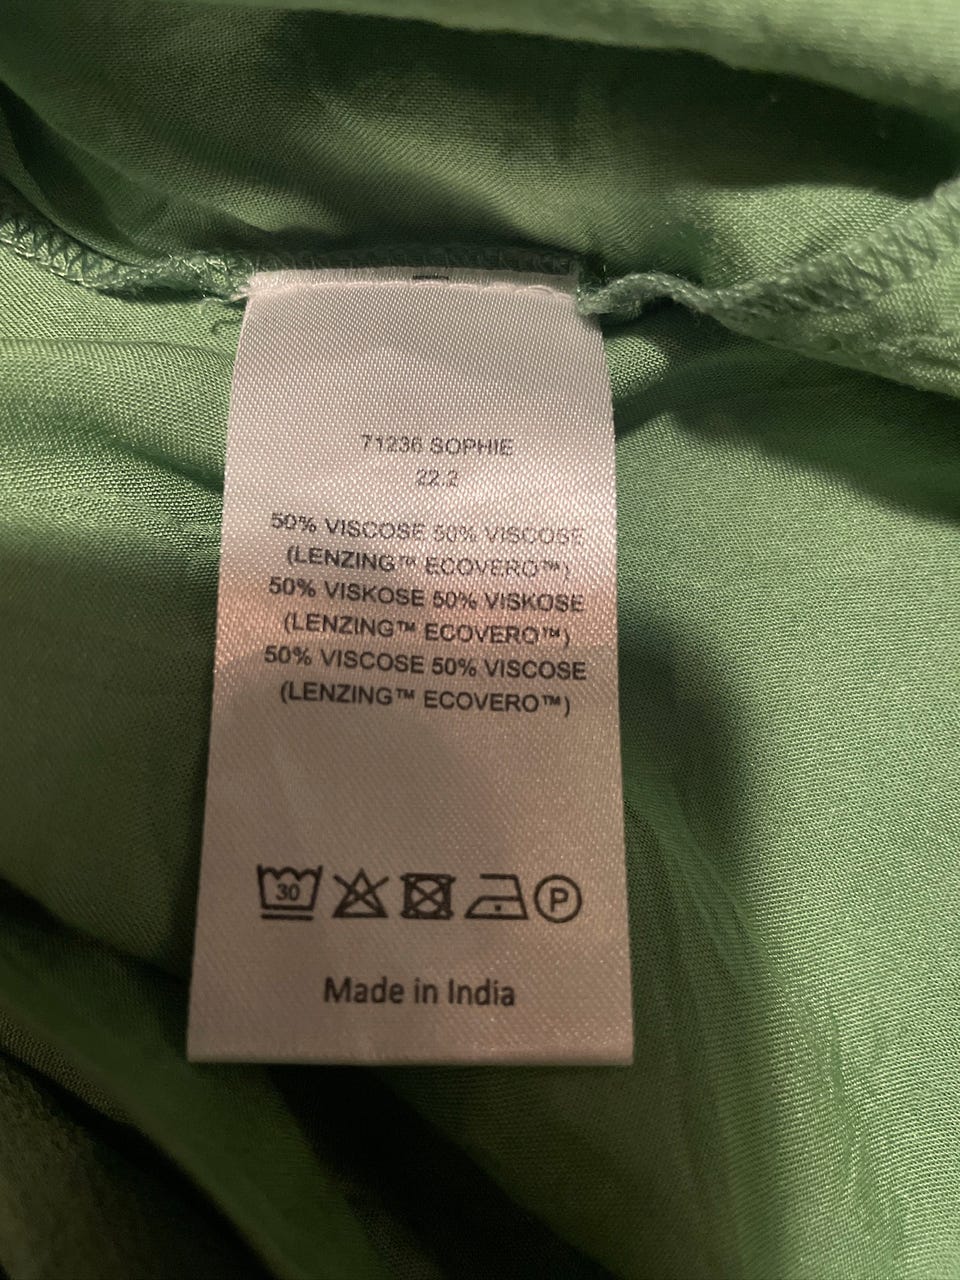 71236 SOPHIE
22.2
50% VISCOSE 50% VISCOSE
(LENZING™ ECOVERO™)
50% VISKOSE 50% VISKOSE
(LENZING™ ECOVERO™)
50% VISCOSE 50% VISCOSE
(LENZING™ ECOVERO™)
30 P
Made in India